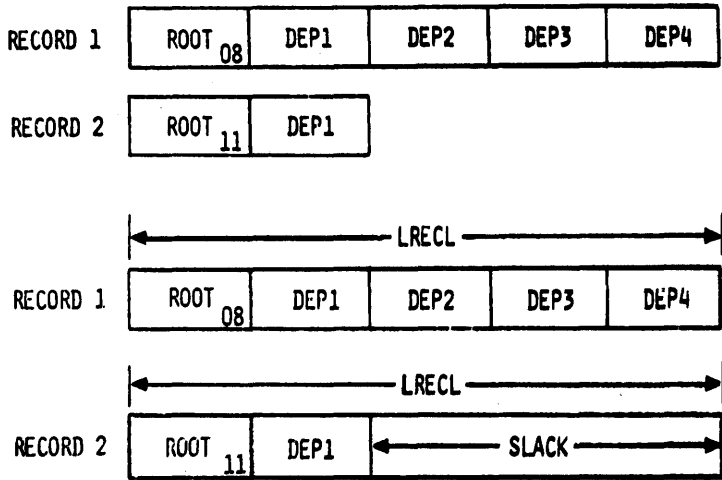 RECORD 1 ROOT 08 DEP1 DEP2 DEP3 DEP4
RECORD 2 ROOT 11 DEP1
LRECL
RECORD 1 ROOT 08 DEP1 DEP2 DEP3 DEP4
LRECL
RECORD 2 ROOT 11 DEP1 SLACK